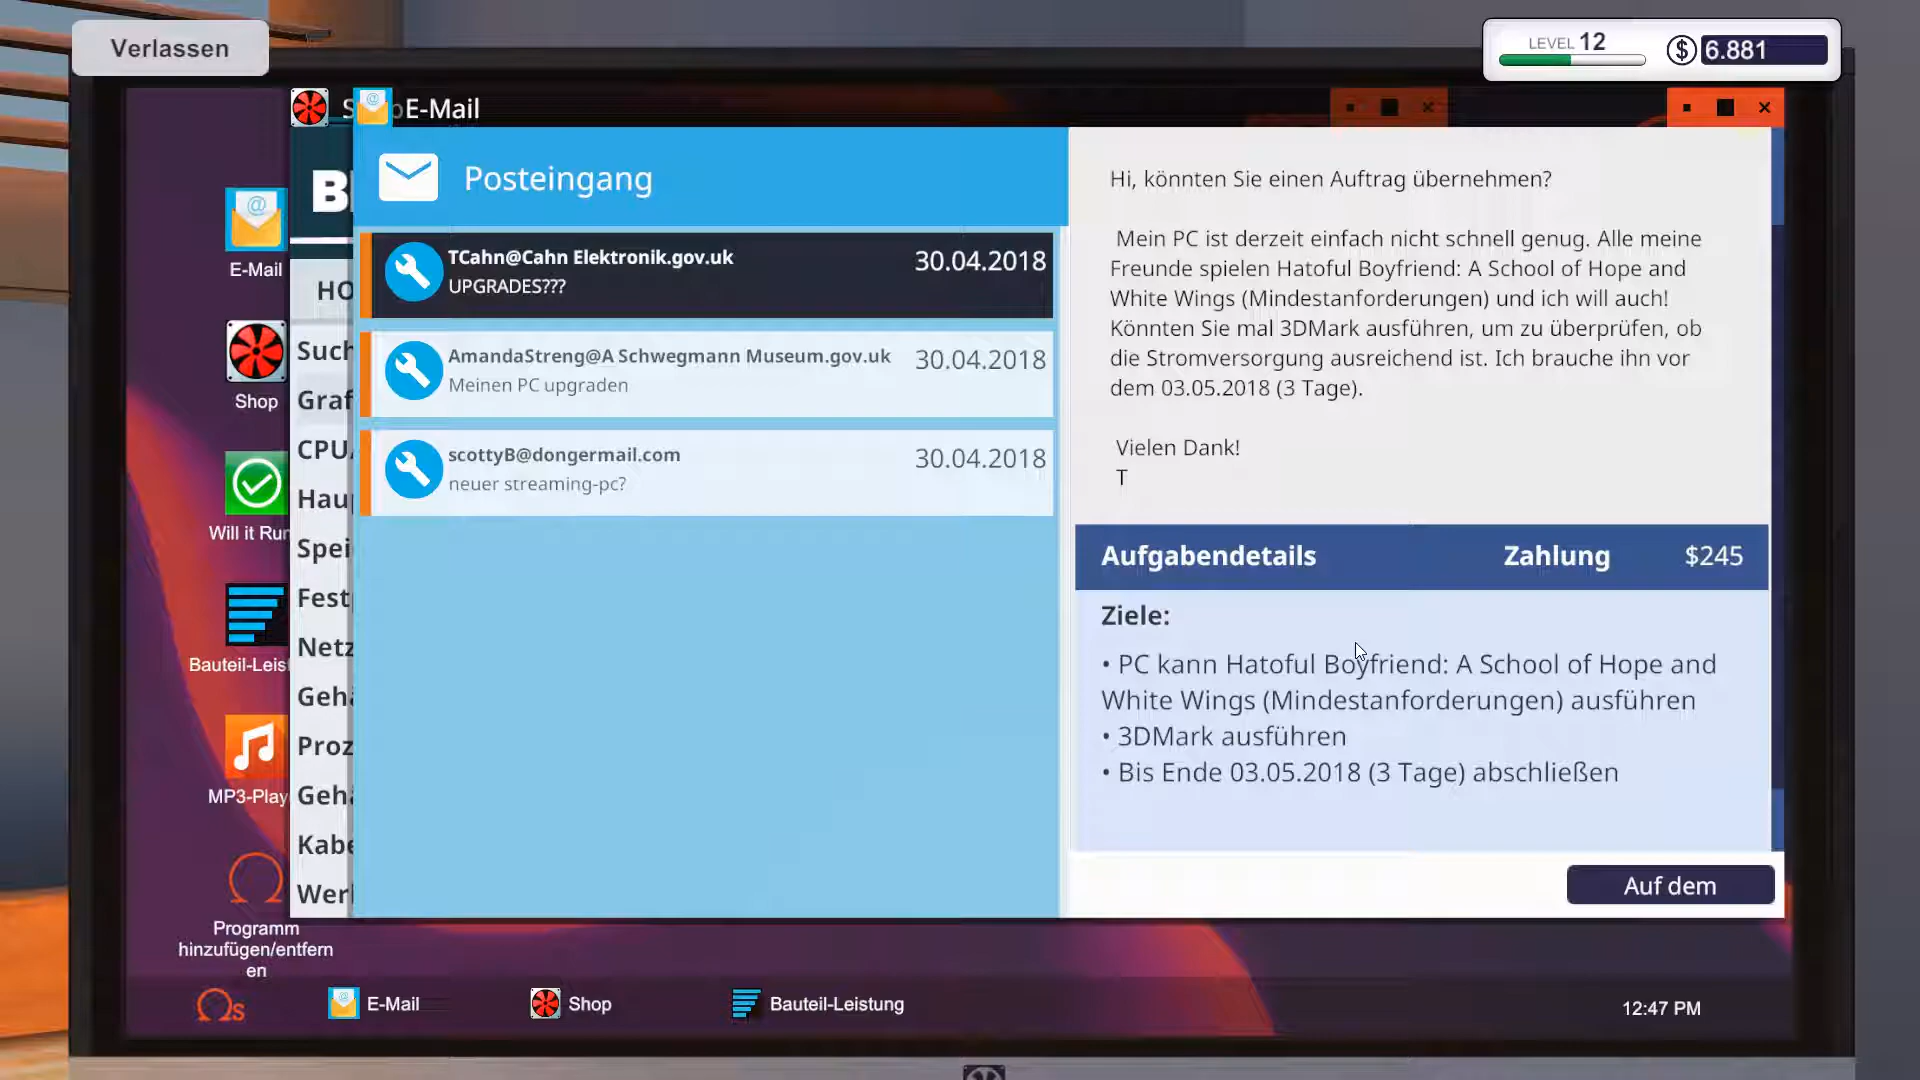 Verlassen
LEVEL 12
$ 6.881
E-Mail
Posteingang
TCahn@Cahn Elektronik.gov.uk
30.04.2018
UPGRADES???
AmandaStreng@A Schwegmann Museum.gov.uk
30.04.2018
Meinen PC upgraden
scottyB@dongermail.com
30.04.2018
neuer streaming-pc?
Hi, könnten Sie einen Auftrag übernehmen?
Mein PC ist derzeit einfach nicht schnell genug. Alle meine
Freunde spielen Hatoful Boyfriend: A School of Hope and
White Wings (Mindestanforderungen) und ich will auch!
Könnten Sie mal 3DMark ausführen, um zu überprüfen, ob
die Stromversorgung ausreichend ist. Ich brauche ihn vor
dem 03.05.2018 (3 Tage).
Vielen Dank!
T
Aufgabendetails Zahlung $245
Ziele:
• PC kann Hatoful Boyfriend: A School of Hope and
White Wings (Mindestanforderungen) ausführen
• 3DMark ausführen
• Bis Ende 03.05.2018 (3 Tage) abschließen
Auf dem
E-Mail
Shop
Will it Run
Bauteil-Leist
MP3-Playe
Programm
hinzufügen/entfern
en
HO
Such
Graf
CPU
Hau
Spei
Fest
Netz
Gehä
Proz
Gehä
Kabe
Wer
E-Mail
Shop
Bauteil-Leistung
12:47 PM